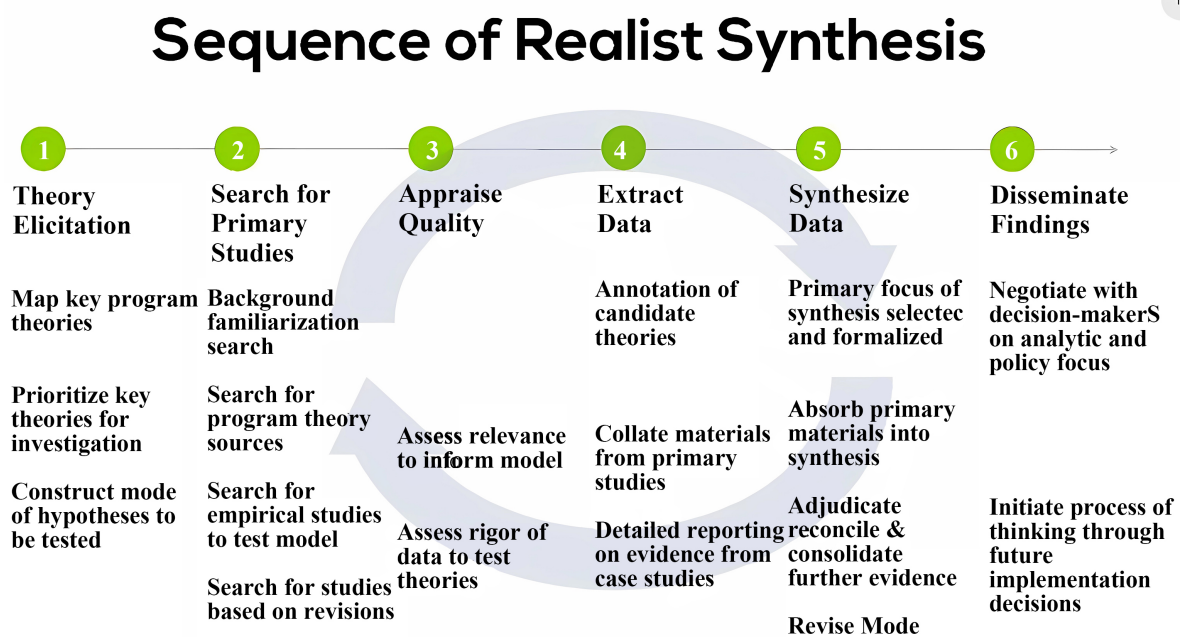 Sequence of Realist Synthesis
1
2
3
4
5
6
Theory
Elicitation
Map key program
theories
Prioritize key
theories for
investigation
Construct mode
of hypotheses to
be tested
Search for
Primary
Studies
Background
familiarization
search
Search for
program theory
sources
Search for
empirical studies
to test model
Search for studies
based on revisions
Appraise
Quality
Assess relevance
to inform model
Assess rigor of
data to test
theories
Extract
Data
Annotation of
candidate
theories
Collate materials
from primary
studies
Detailed reporting
on evidence from
case studies
Synthesize
Data
Primary focus of
synthesis selectec
and formalized
Absorb primary
materials into
synthesis
Adjudicate
reconcile &
consolidate
further evidence
Revise Mode
Disseminate
Findings
Negotiate with
decision-makerS
on analytic and
policy focus
Initiate process of
thinking through
future
implementation
decisions